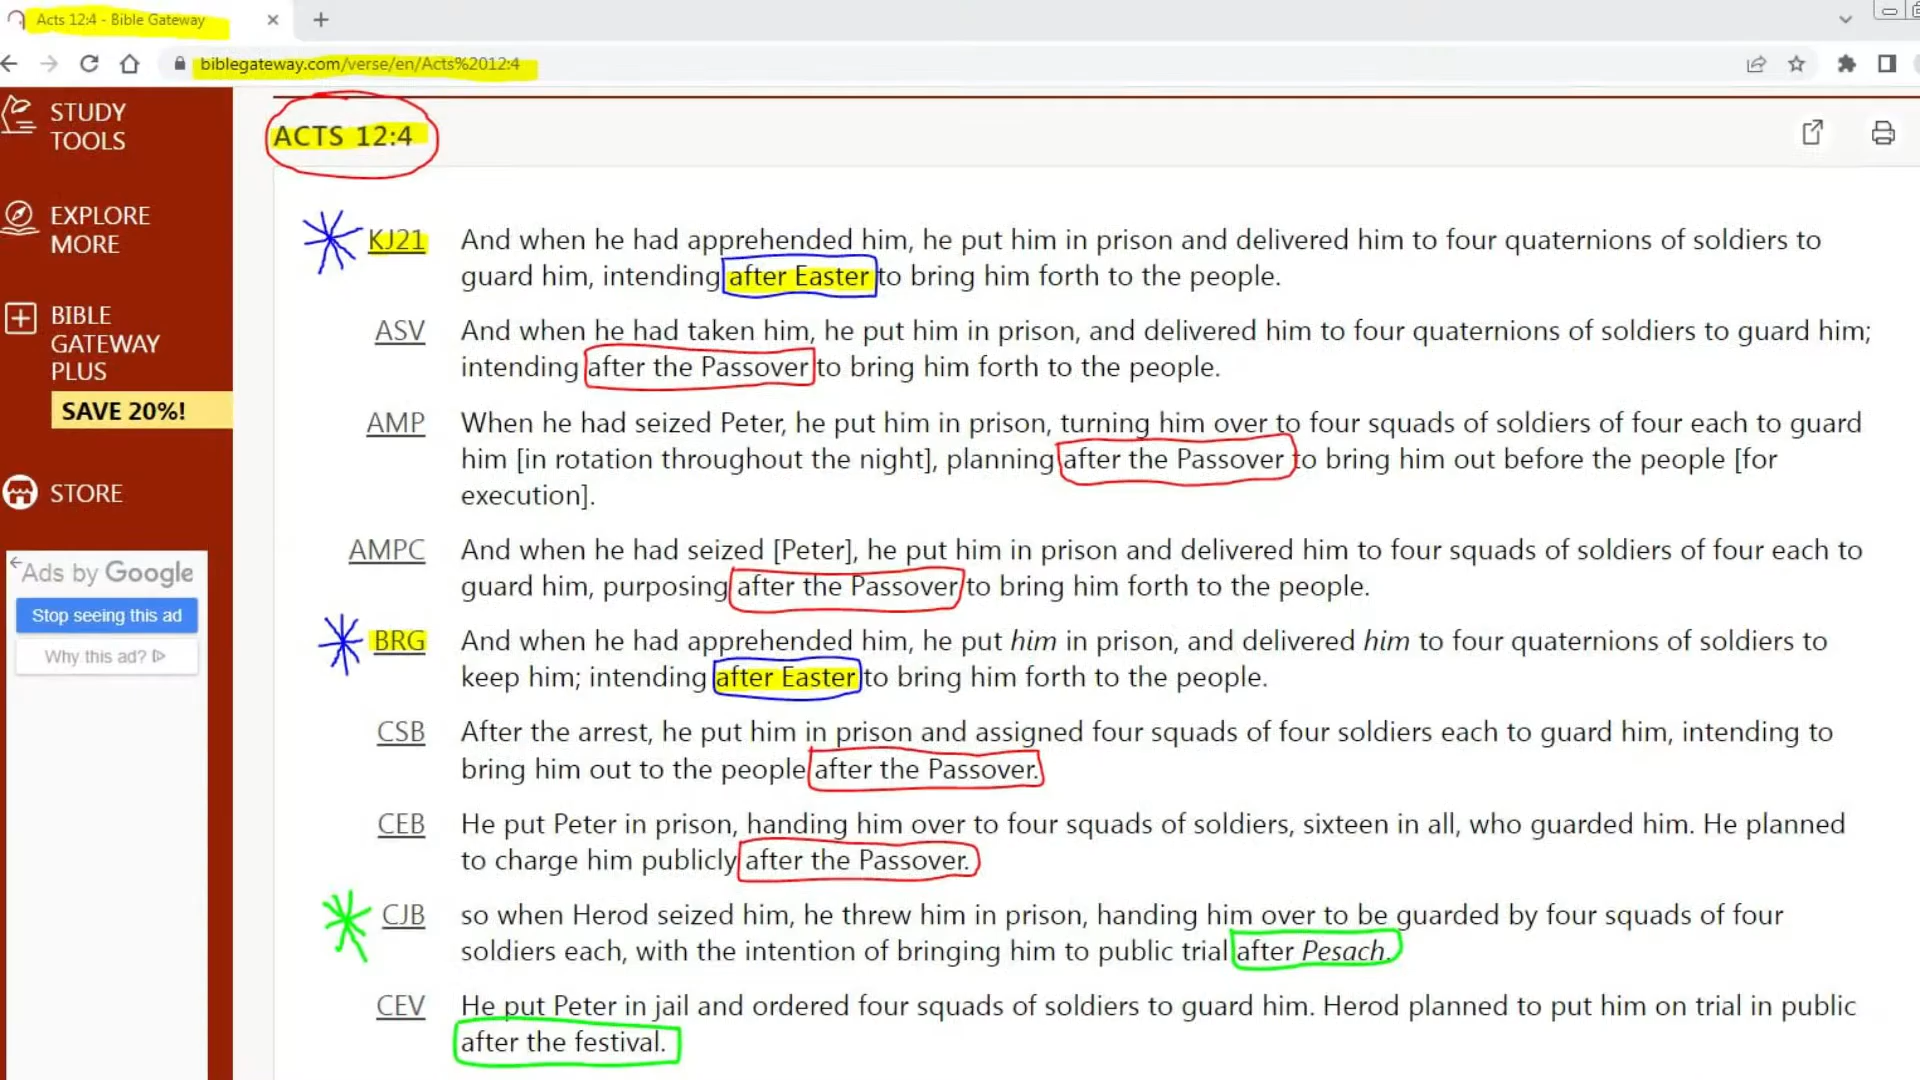 Acts 12:4 - Bible Gateway
biblegateway.com/verse/en/Acts%2012:4
STUDY
TOOLS
EXPLORE
MORE
BIBLE
GATEWAY
PLUS
SAVE 20%!
STORE
Ads by Google
Stop seeing this ad
Why this ad?
ACTS 12:4
KJ21 And when he had apprehended him, he put him in prison and delivered him to four quaternions of soldiers to
guard him, intending after Easter to bring him forth to the people.
ASV And when he had taken him, he put him in prison, and delivered him to four quaternions of soldiers to guard him;
intending after the Passover to bring him forth to the people.
AMP When he had seized Peter, he put him in prison, turning him over to four squads of soldiers of four each to guard
him [in rotation throughout the night], planning after the Passover to bring him out before the people [for
execution].
AMPC And when he had seized [Peter], he put him in prison and delivered him to four squads of soldiers of four each to
guard him, purposing after the Passover to bring him forth to the people.
BRG And when he had apprehended him, he put him in prison, and delivered him to four quaternions of soldiers to
keep him; intending after Easter to bring him forth to the people.
CSB After the arrest, he put him in prison and assigned four squads of four soldiers each to guard him, intending to
bring him out to the people after the Passover.
CEB He put Peter in prison, handing him over to four squads of soldiers, sixteen in all, who guarded him. He planned
to charge him publicly after the Passover.
CJB so when Herod seized him, he threw him in prison, handing him over to be guarded by four squads of four
soldiers each, with the intention of bringing him to public trial after Pesach.
CEV He put Peter in jail and ordered four squads of soldiers to guard him. Herod planned to put him on trial in public
after the festival.